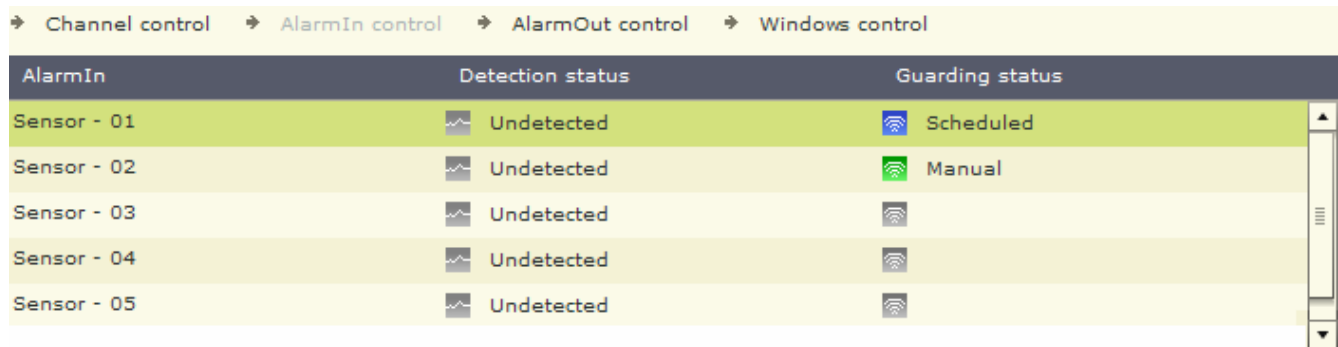 Channel control AlarmIn control AlarmOut control Windows control
AlarmIn Detection status Guarding status
Sensor - 01 Undetected Scheduled
Sensor - 02 Undetected Manual
Sensor - 03 Undetected
Sensor - 04 Undetected
Sensor - 05 Undetected